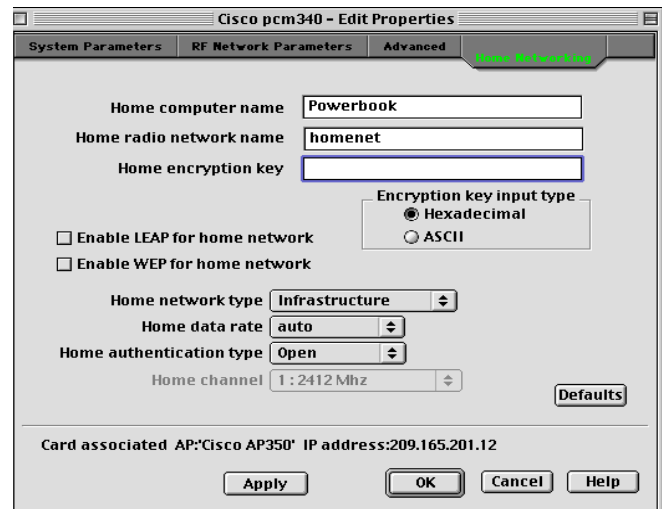 Cisco pcm340 - Edit Properties
System Parameters RF Network Parameters Advanced Home Networking
Home computer name Powerbook
Home radio network name homenet
Home encryption key
Encryption key input type
Hexadecimal
ASCII
Enable LEAP for home network
Enable WEP for home network
Home network type Infrastructure
Home data rate auto
Home authentication type Open
Home channel 1 : 2412 Mhz
Defaults
Card associated AP:'Cisco AP350' IP address:209.165.201.12
Apply OK Cancel Help